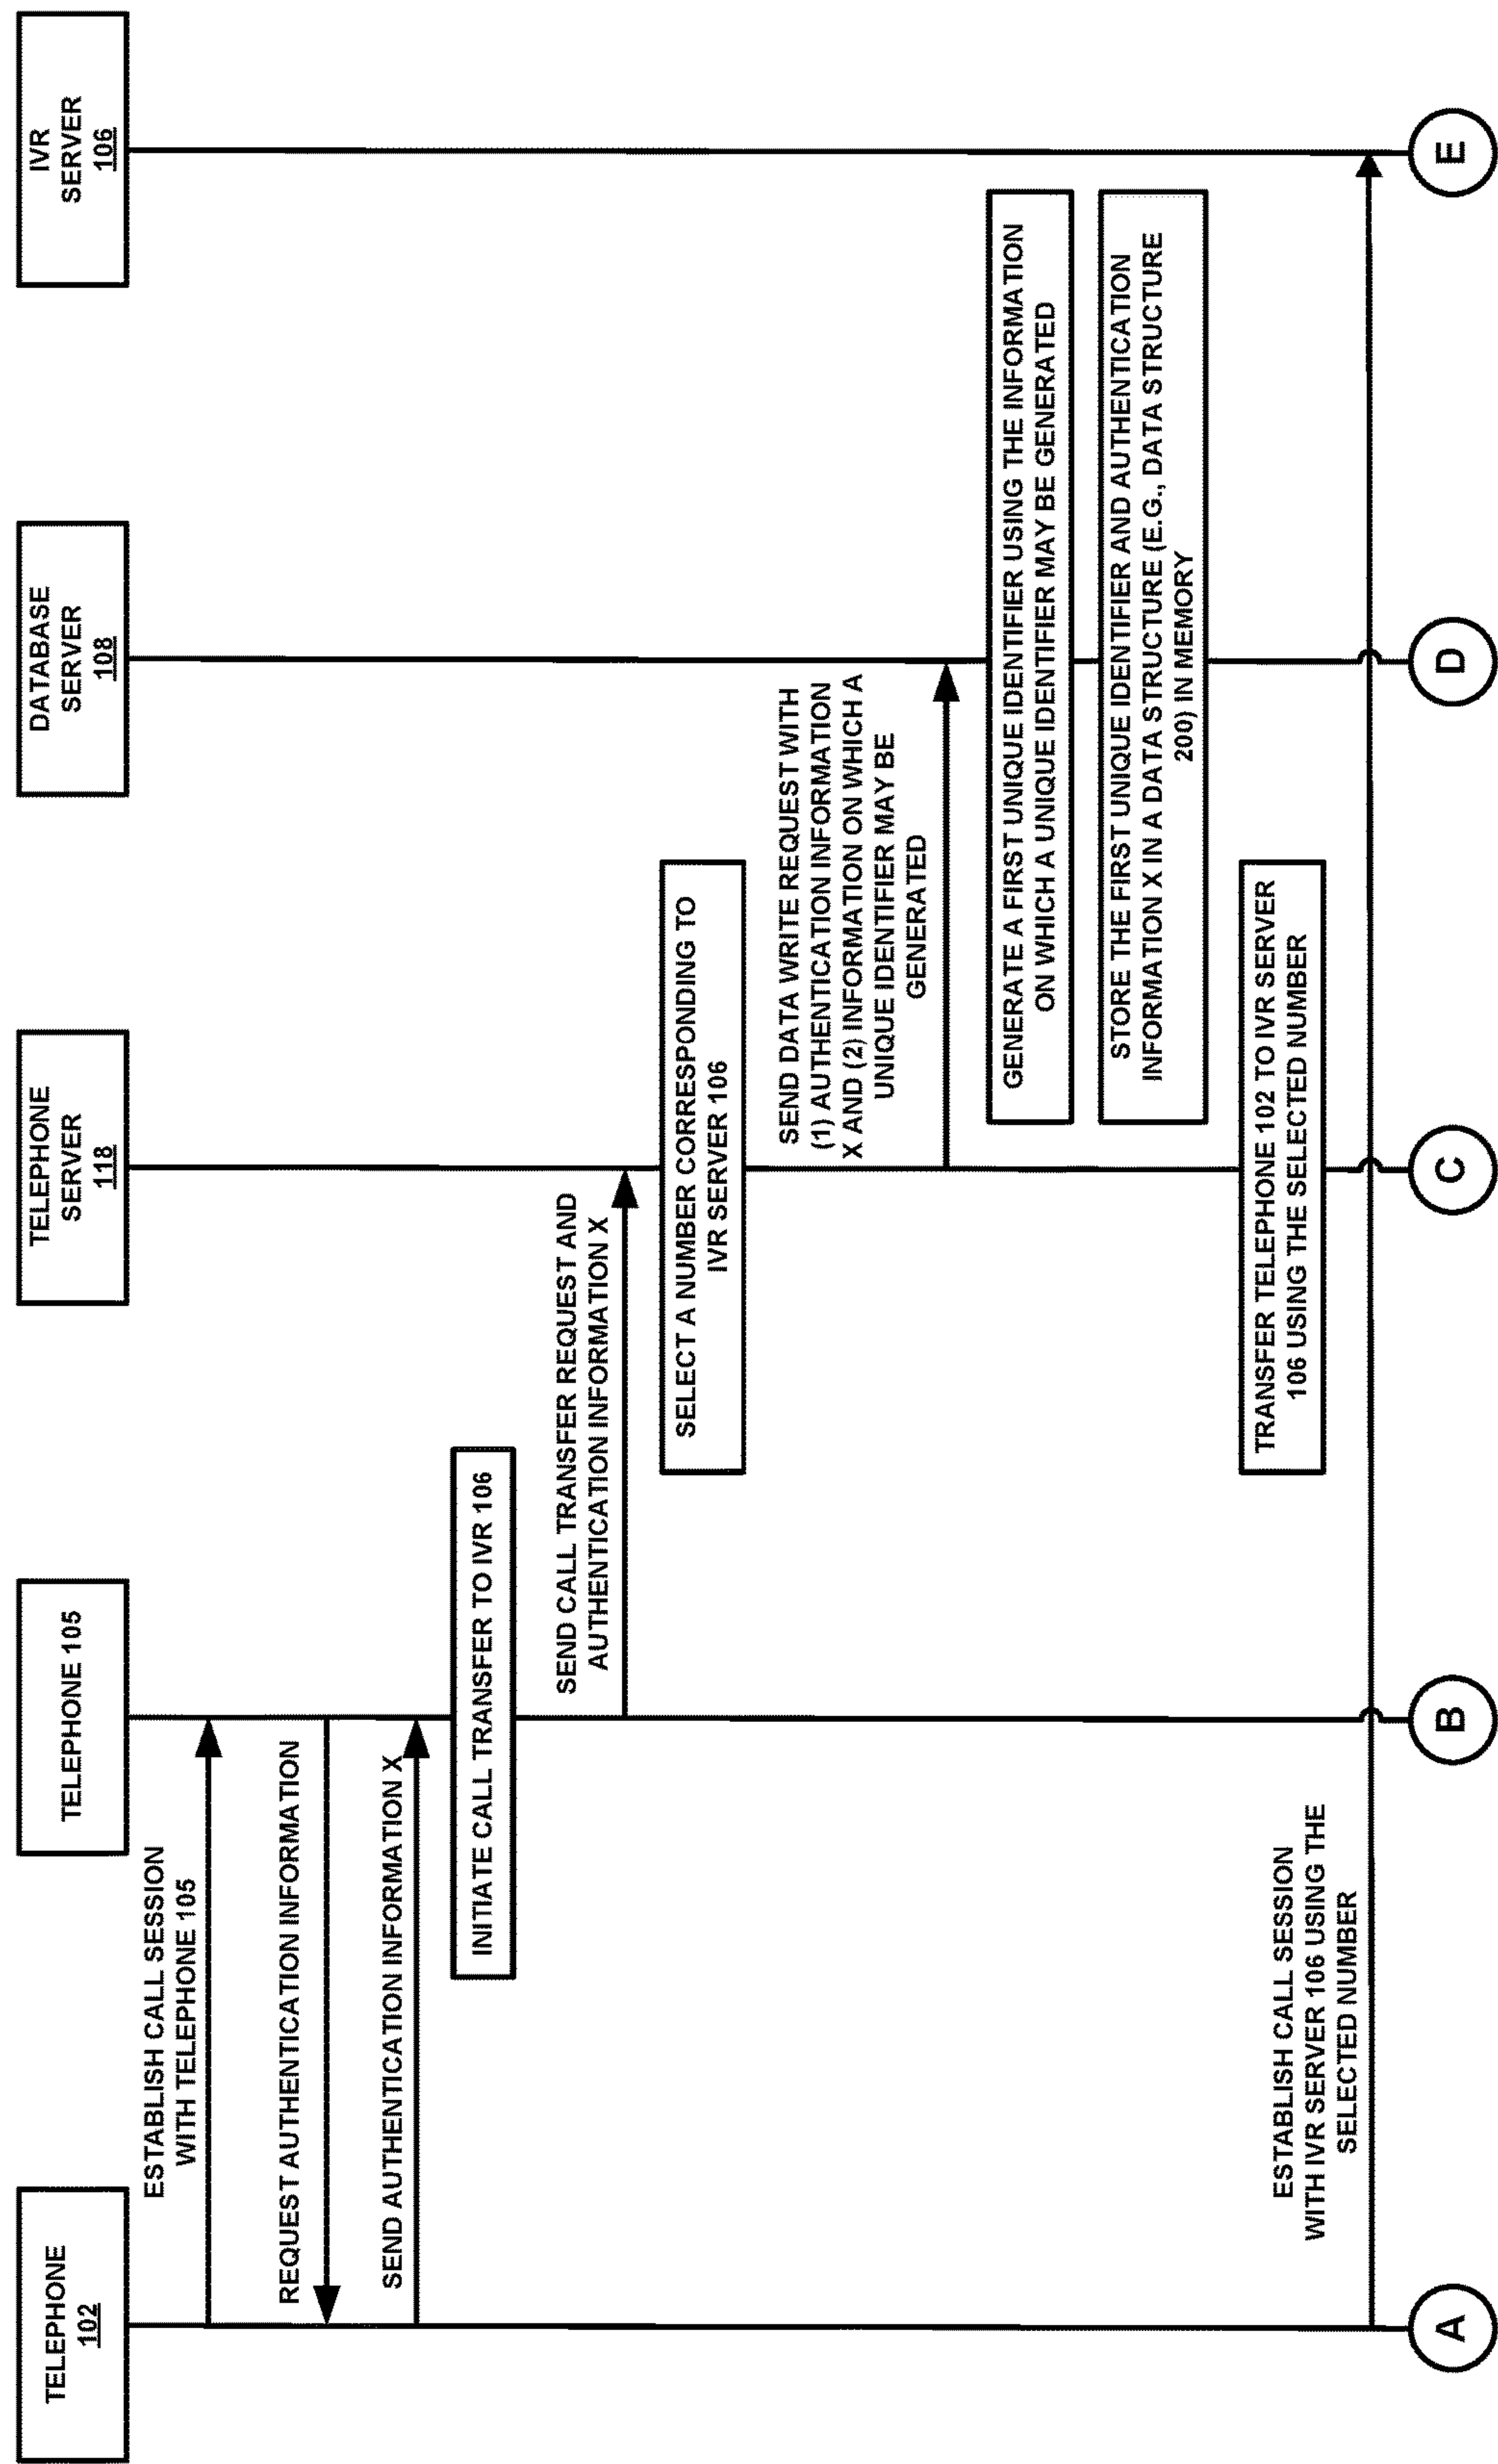 TELEPHONE
102
TELEPHONE 105
TELEPHONE
SERVER
118
DATABASE
SERVER
108
IVR
SERVER
106
ESTABLISH CALL SESSION
WITH TELEPHONE 105
REQUEST AUTHENTICATION INFORMATION
SEND AUTHENTICATION INFORMATION X
INITIATE CALL TRANSFER TO IVR 106
SEND CALL TRANSFER REQUEST AND
AUTHENTICATION INFORMATION X
SELECT A NUMBER CORRESPONDING TO
IVR SERVER 106
SEND DATA WRITE REQUEST WITH
(1) AUTHENTICATION INFORMATION
X AND (2) INFORMATION ON WHICH A
UNIQUE IDENTIFIER MAY BE
GENERATED
GENERATE A FIRST UNIQUE IDENTIFIER USING THE INFORMATION
ON WHICH A UNIQUE IDENTIFIER MAY BE GENERATED
STORE THE FIRST UNIQUE IDENTIFIER AND AUTHENTICATION
INFORMATION X IN A DATA STRUCTURE (E.G., DATA STRUCTURE
200) IN MEMORY
TRANSFER TELEPHONE 102 TO IVR SERVER
106 USING THE SELECTED NUMBER
ESTABLISH CALL SESSION
WITH IVR SERVER 106 USING THE
SELECTED NUMBER
A
B
C
D
E